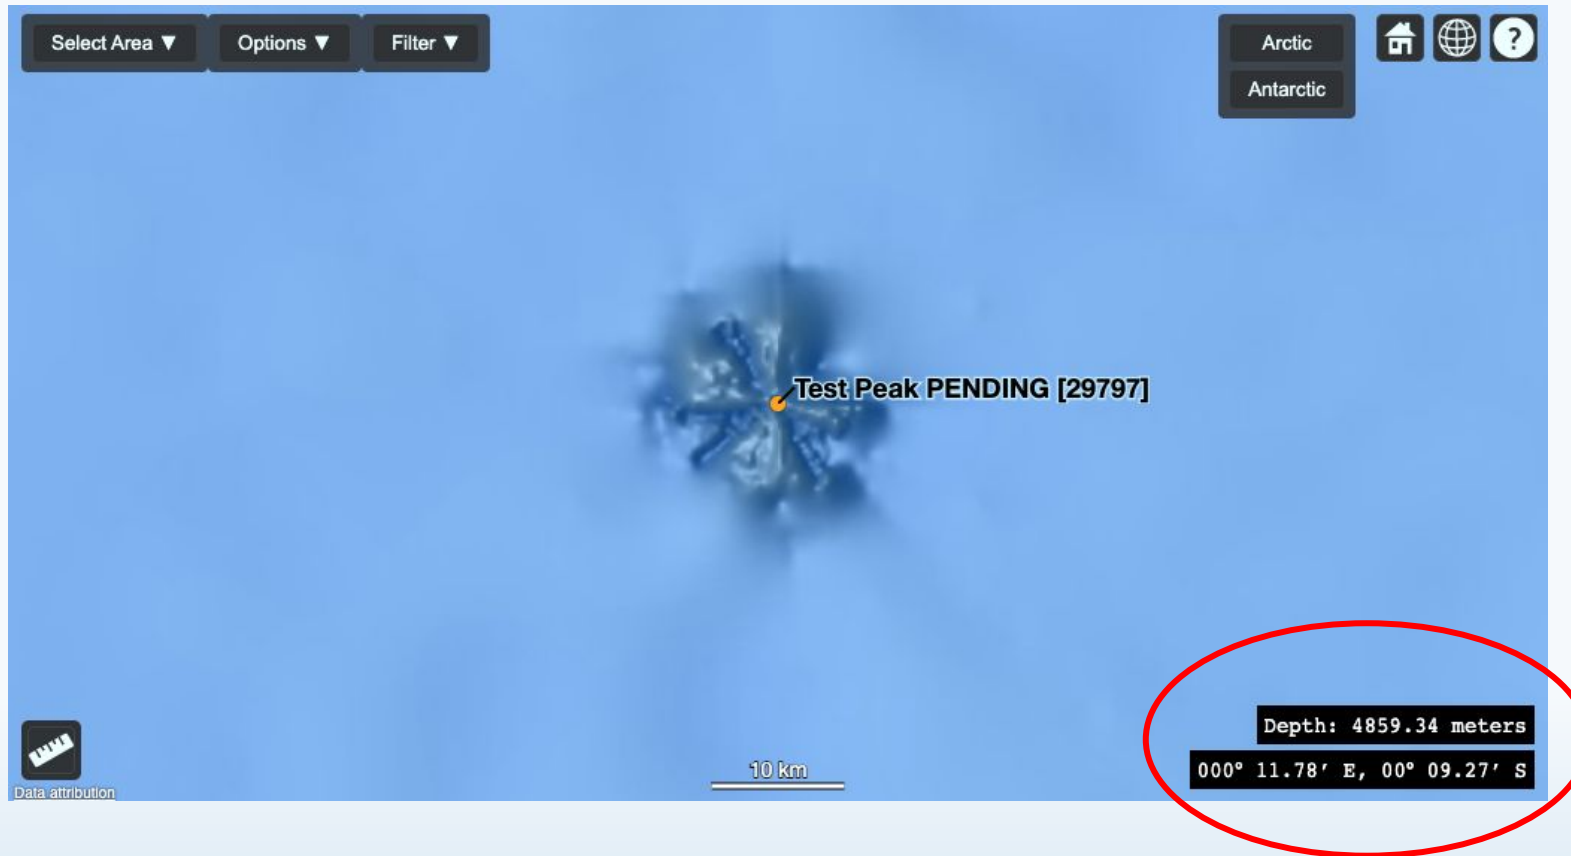 Select Area ▼ Options ▼ Filter ▼
Arctic
Antarctic
?
Test Peak PENDING [29797]
Depth: 4859.34 meters
000° 11.78′ E, 00° 09.27′ S
10 km
Data attribution